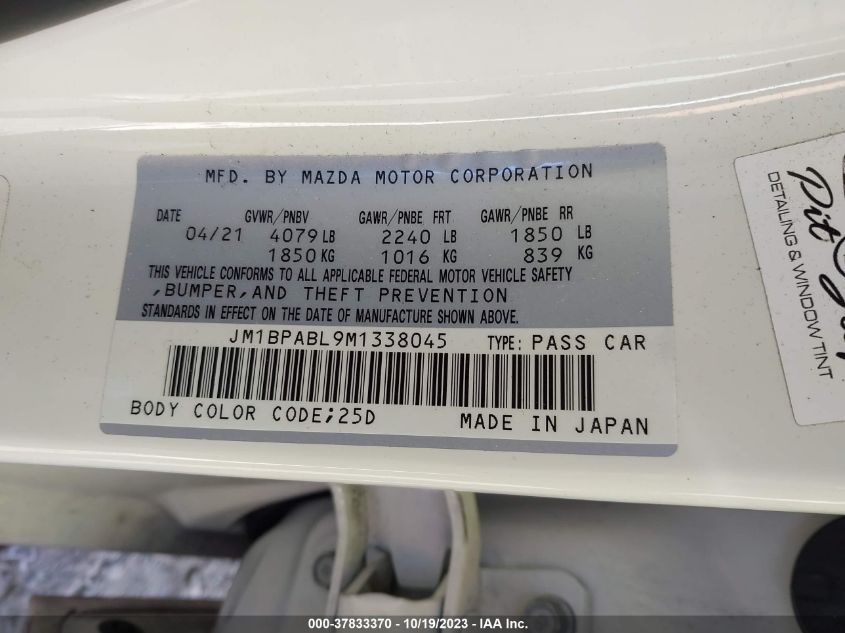 MFD. BY MAZDA MOTOR CORPORATION
DATE GVWR/PNBV GAWR/PNBE FRT GAWR/PNBE RR
04/21 4079 LB 2240 LB 1850 LB
1850 KG 1016 KG 839 KG
THIS VEHICLE CONFORMS TO ALL APPLICABLE FEDERAL MOTOR VEHICLE SAFETY
,BUMPER,AND THEFT PREVENTION
STANDARDS IN EFFECT ON THE DATE OF MANUFACTURE SHOWN ABOVE.
JM1BPABL9M1338045 TYPE: PASS CAR
BODY COLOR CODE;25D MADE IN JAPAN
Pit
DETAILING & WINDOW TINT
000-37833370 - 10/19/2023 - IAA Inc.